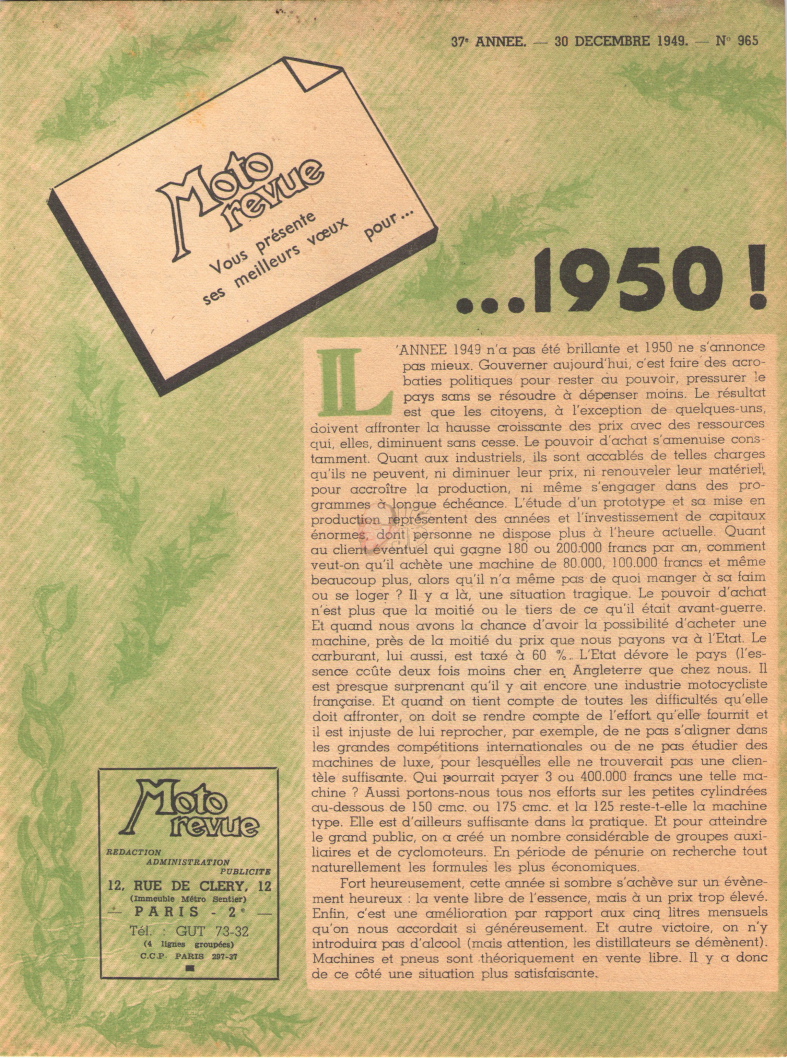 37e ANNEE. — 30 DECEMBRE 1949. — N° 965
Moto
revue
Vous présente
ses meilleurs vœux pour...
...1950 !
L'ANNEE 1949 n'a pas été brillante et 1950 ne s'annonce
pas mieux. Gouverner aujourd'hui, c'est faire des acro-
baties politiques pour rester au pouvoir, pressurer le
pays sans se résoudre à dépenser moins. Le résultat
est que les citoyens, à l'exception de quelques-uns,
doivent affronter la hausse croissante des prix avec des ressources
qui, elles, diminuent sans cesse. Le pouvoir d'achat s'amenuise cons-
tamment. Quant aux industriels, ils sont accablés de telles charges
qu'ils ne peuvent, ni diminuer leur prix, ni renouveler leur matériel,
pour accroître la production, ni même s'engager dans des pro-
grammes à longue échéance. L'étude d'un prototype et sa mise en
production représentent des années et l'investissement de capitaux
énormes, dont personne ne dispose plus à l'heure actuelle. Quant
au client éventuel qui gagne 180 ou 200.000 francs par an, comment
veut-on qu'il achète une machine de 80.000, 100.000 francs et même
beaucoup plus, alors qu'il n'a même pas de quoi manger à sa faim
ou se loger ? Il y a là, une situation tragique. Le pouvoir d'achat
n'est plus que la moitié ou le tiers de ce qu'il était avant-guerre.
Et quand nous avons la chance d'avoir la possibilité d'acheter une
machine, près de la moitié du prix que nous payons va à l'Etat. Le
carburant, lui aussi, est taxé à 60 %. L'Etat dévore le pays (l'es-
sence coûte deux fois moins cher en Angleterre que chez nous. Il
est presque surprenant qu'il y ait encore une industrie motocycliste
française. Et quand on tient compte de toutes les difficultés qu'elle
doit affronter, on doit se rendre compte de l'effort qu'elle fournit et
il est injuste de lui reprocher, par exemple, de ne pas s'aligner dans
les grandes compétitions internationales ou de ne pas étudier des
machines de luxe, pour lesquelles elle ne trouverait pas une clien-
tèle suffisante. Qui pourrait payer 3 ou 400.000 francs une telle ma-
chine ? Aussi portons-nous tous nos efforts sur les petites cylindrées
au-dessous de 150 cmc. ou 175 cmc. et la 125 reste-t-elle la machine
type. Elle est d'ailleurs suffisante dans la pratique. Et pour atteindre
le grand public, on a créé un nombre considérable de groupes auxi-
liaires et de cyclomoteurs. En période de pénurie on recherche tout
naturellement les formules les plus économiques.
Fort heureusement, cette année si sombre s'achève sur un évène-
ment heureux : la vente libre de l'essence, mais à un prix trop élevé.
Enfin, c'est une amélioration par rapport aux cinq litres mensuels
qu'on nous accordait si généreusement. Et autre victoire, on n'y
introduira pas d'alcool (mais attention, les distillateurs se démènent).
Machines et pneus sont théoriquement en vente libre. Il y a donc
de ce côté une situation plus satisfaisante.
Moto
revue
REDACTION
ADMINISTRATION
PUBLICITE
12, RUE DE CLERY, 12
(Immeuble Métro Sentier)
— PARIS - 2e —
Tél. : GUT 73-32
(4 lignes groupées)
C.C.P. PARIS 297-37